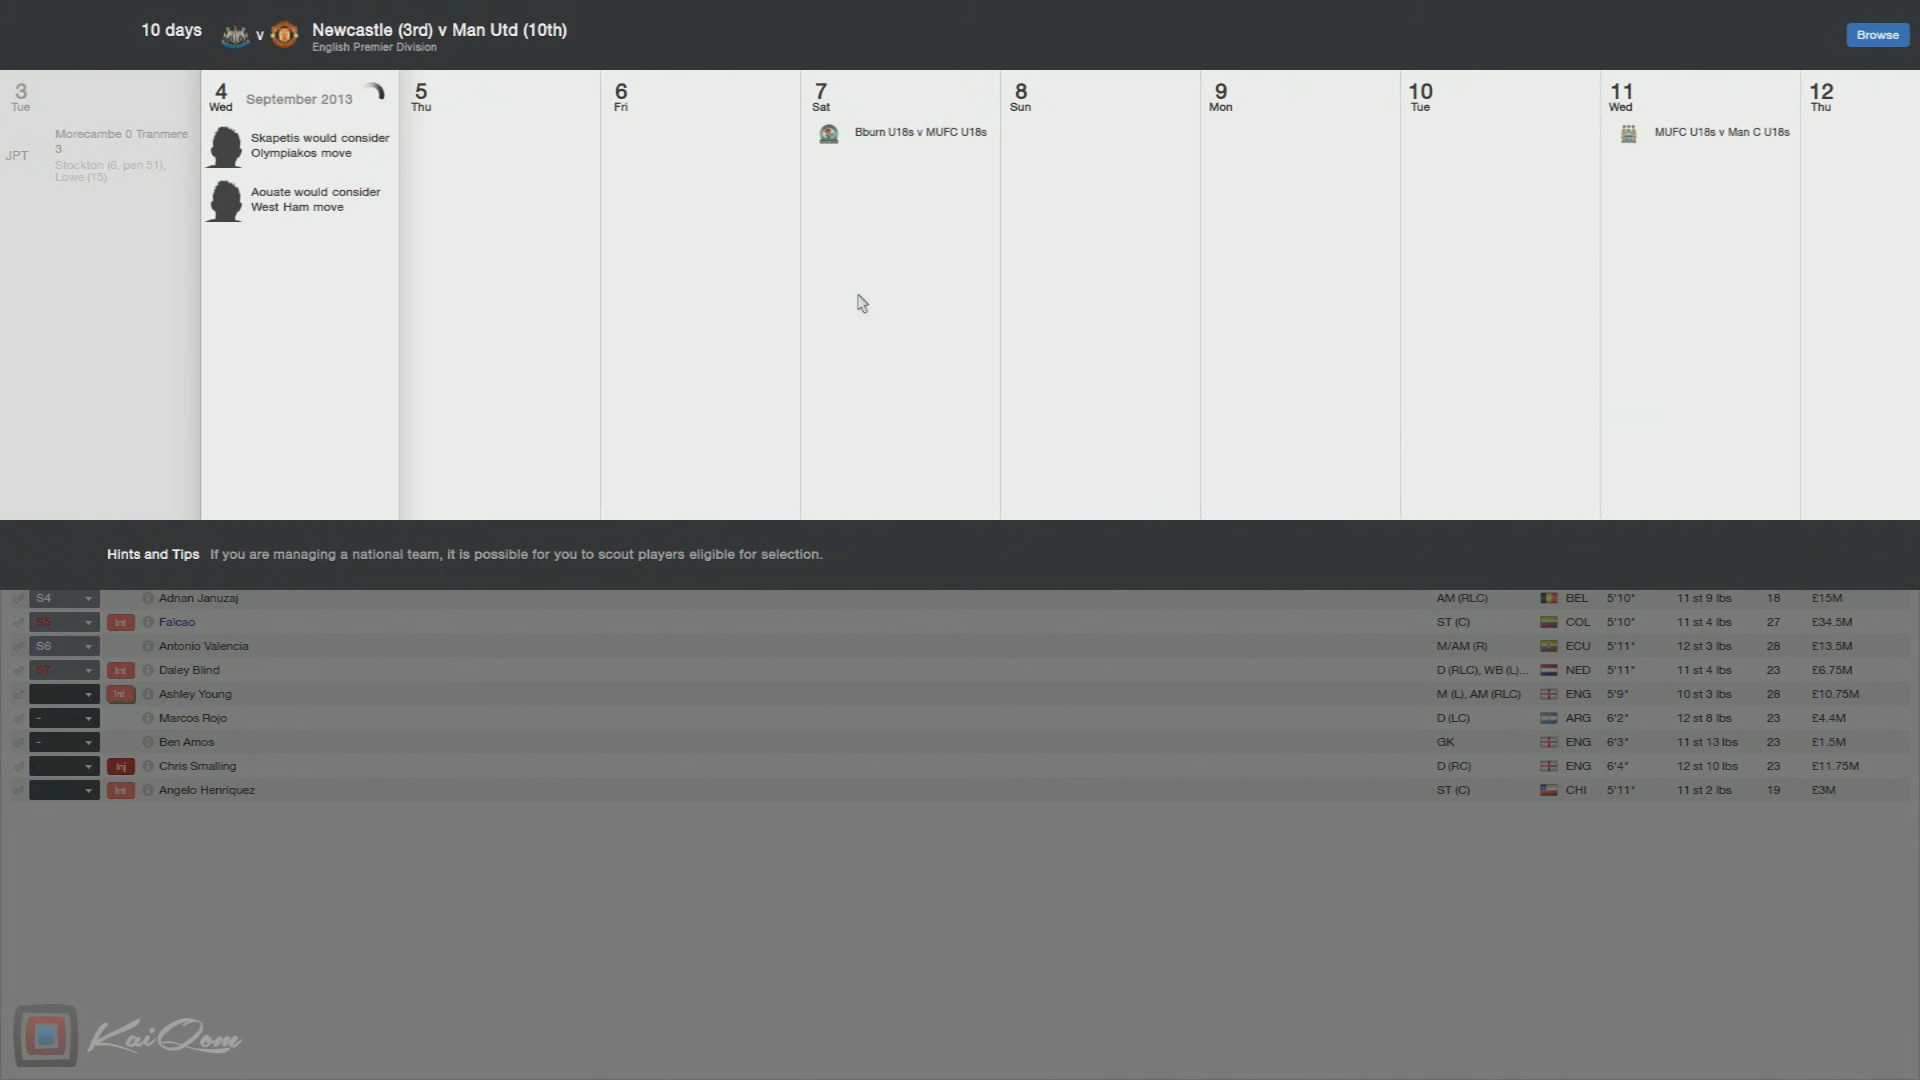 10 days
v
Newcastle (3rd) v Man Utd (10th)
English Premier Division
Browse
3
Tue
JPT
Morecambe 0 Tranmere
3
Stockton (6, pen 51),
Lowe (15)
4
Wed
September 2013
Skapetis would consider
Olympiakos move
Aouate would consider
West Ham move
5
Thu
6
Fri
7
Sat
Bburn U18s v MUFC U18s
8
Sun
9
Mon
10
Tue
11
Wed
MUFC U18s v Man C U18s
12
Thu
Hints and Tips If you are managing a national team, it is possible for you to scout players eligible for selection.
S4 Adnan Januzaj AM (RLC) BEL 5'10" 11 st 9 lbs 18 £15M
S5 Int Falcao ST (C) COL 5'10" 11 st 4 lbs 27 £34.5M
S6 Antonio Valencia M/AM (R) ECU 5'11" 12 st 3 lbs 28 £13.5M
S7 Int Daley Blind D (RLC), WB (L)... NED 5'11" 11 st 4 lbs 23 £6.75M
Int Ashley Young M (L), AM (RLC) ENG 5'9" 10 st 3 lbs 28 £10.75M
- Marcos Rojo D (LC) ARG 6'2" 12 st 8 lbs 23 £4.4M
- Ben Amos GK ENG 6'3" 11 st 13 lbs 23 £1.5M
Inj Chris Smalling D (RC) ENG 6'4" 12 st 10 lbs 23 £11.75M
Int Angelo Henríquez ST (C) CHI 5'11" 11 st 2 lbs 19 £3M
KaiQom